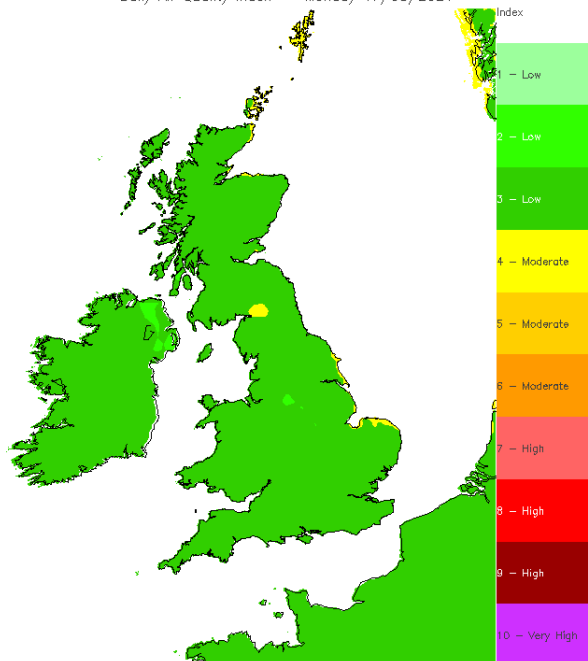 Index
1 - Low
2 - Low
3 - Low
4 - Moderate
5 - Moderate
6 - Moderate
7 - High
8 - High
9 - High
10 - Very High